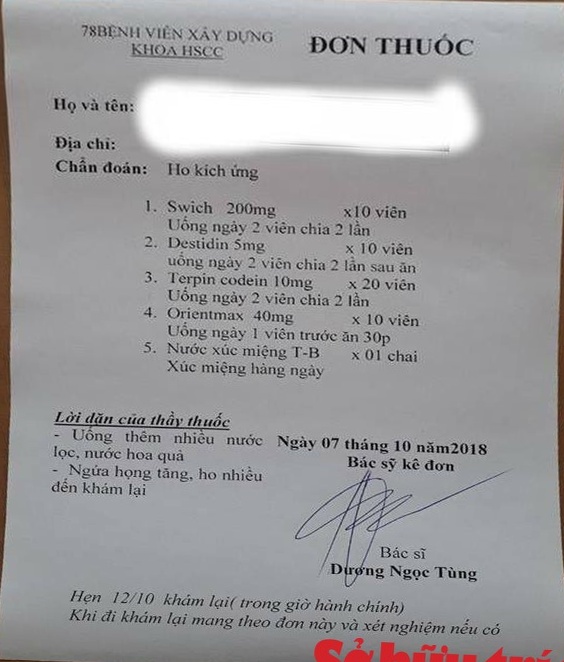 78BỆNH VIỆN XÂY DỰNG
KHOA HSCC
ĐƠN THUỐC
Họ và tên:
Địa chỉ:
Chẩn đoán: Ho kích ứng
1. Swich 200mg x10 viên
Uống ngày 2 viên chia 2 lần
2. Destidin 5mg x 10 viên
uống ngày 2 viên chia 2 lần sau ăn
3. Terpin codein 10mg x 20 viên
Uống ngày 2 viên chia 2 lần
4. Orientmax 40mg x 10 viên
Uống ngày 1 viên trước ăn 30p
5. Nước xúc miệng T-B x 01 chai
Xúc miệng hàng ngày
Lời dặn của thầy thuốc
- Uống thêm nhiều nước
lọc, nước hoa quả
- Ngứa họng tăng, ho nhiều
đến khám lại
Ngày 07 tháng 10 năm2018
Bác sỹ kê đơn
Bác sĩ
Dương Ngọc Tùng
Hẹn 12/10 khám lại( trong giờ hành chính)
Khi đi khám lại mang theo đơn này và xét nghiệm nếu có
Sở hữu trí